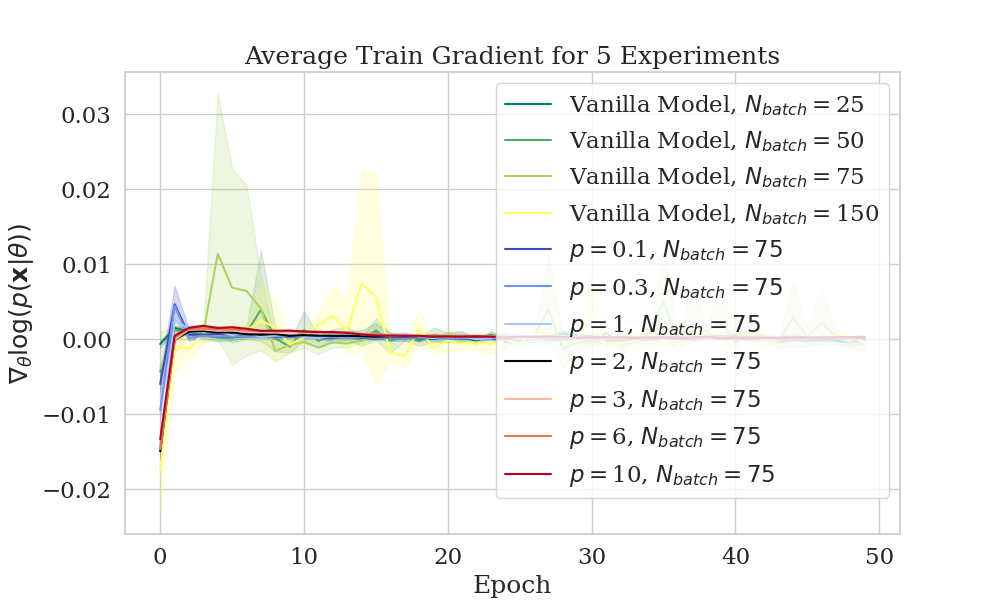 Average Train Gradient for 5 Experiments
∇θlog(p(x|θ))
0.03
0.02
0.01
0.00
−0.01
−0.02
Vanilla Model, N_batch = 25
Vanilla Model, N_batch = 50
Vanilla Model, N_batch = 75
Vanilla Model, N_batch = 150
p = 0.1, N_batch = 75
p = 0.3, N_batch = 75
p = 1, N_batch = 75
p = 2, N_batch = 75
p = 3, N_batch = 75
p = 6, N_batch = 75
p = 10, N_batch = 75
0 10 20 30 40 50
Epoch